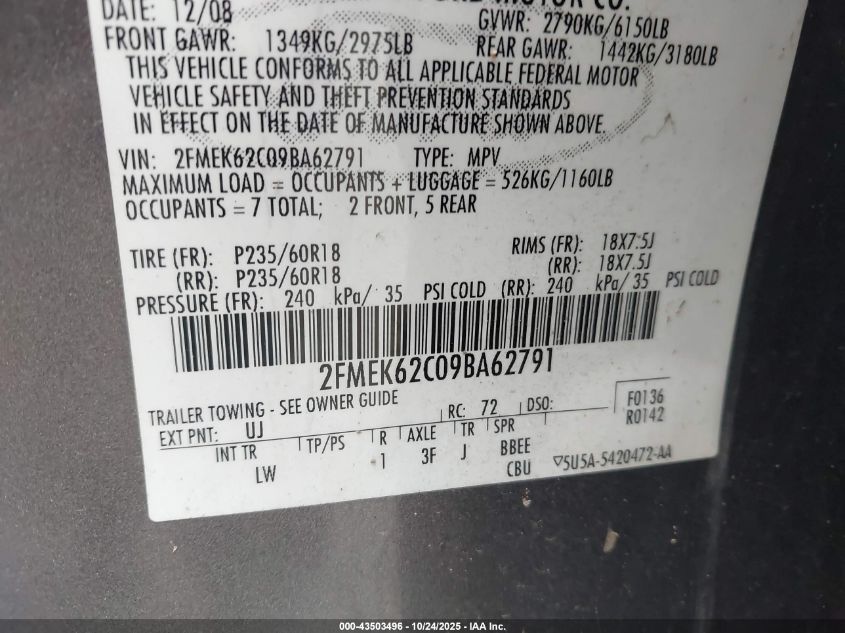 MOTOR CO.
DATE: 12/08 GVWR: 2790KG/6150LB
FRONT GAWR: 1349KG/2975LB REAR GAWR: 1442KG/3180LB
THIS VEHICLE CONFORMS TO ALL APPLICABLE FEDERAL MOTOR
VEHICLE SAFETY AND THEFT PREVENTION STANDARDS
IN EFFECT ON THE DATE OF MANUFACTURE SHOWN ABOVE
VIN: 2FMEK62C09BA62791 TYPE: MPV
MAXIMUM LOAD = OCCUPANTS + LUGGAGE = 526KG/1160LB
OCCUPANTS = 7 TOTAL; 2 FRONT, 5 REAR
TIRE (FR): P235/60R18 RIMS (FR): 18X7.5J
(RR): P235/60R18 (RR): 18X7.5J
PRESSURE (FR): 240 kPa/ 35 PSI COLD (RR): 240 kPa/ 35 PSI COLD
2FMEK62C09BA62791
TRAILER TOWING - SEE OWNER GUIDE RC: 72 DSO: F0136
EXT PNT: UJ R0142
INT TR TP/PS R AXLE TR SPR
LW 1 3F J BBEE
CBU 5U5A-5420472-AA
000-43503496 - 10/24/2025 - IAA Inc.